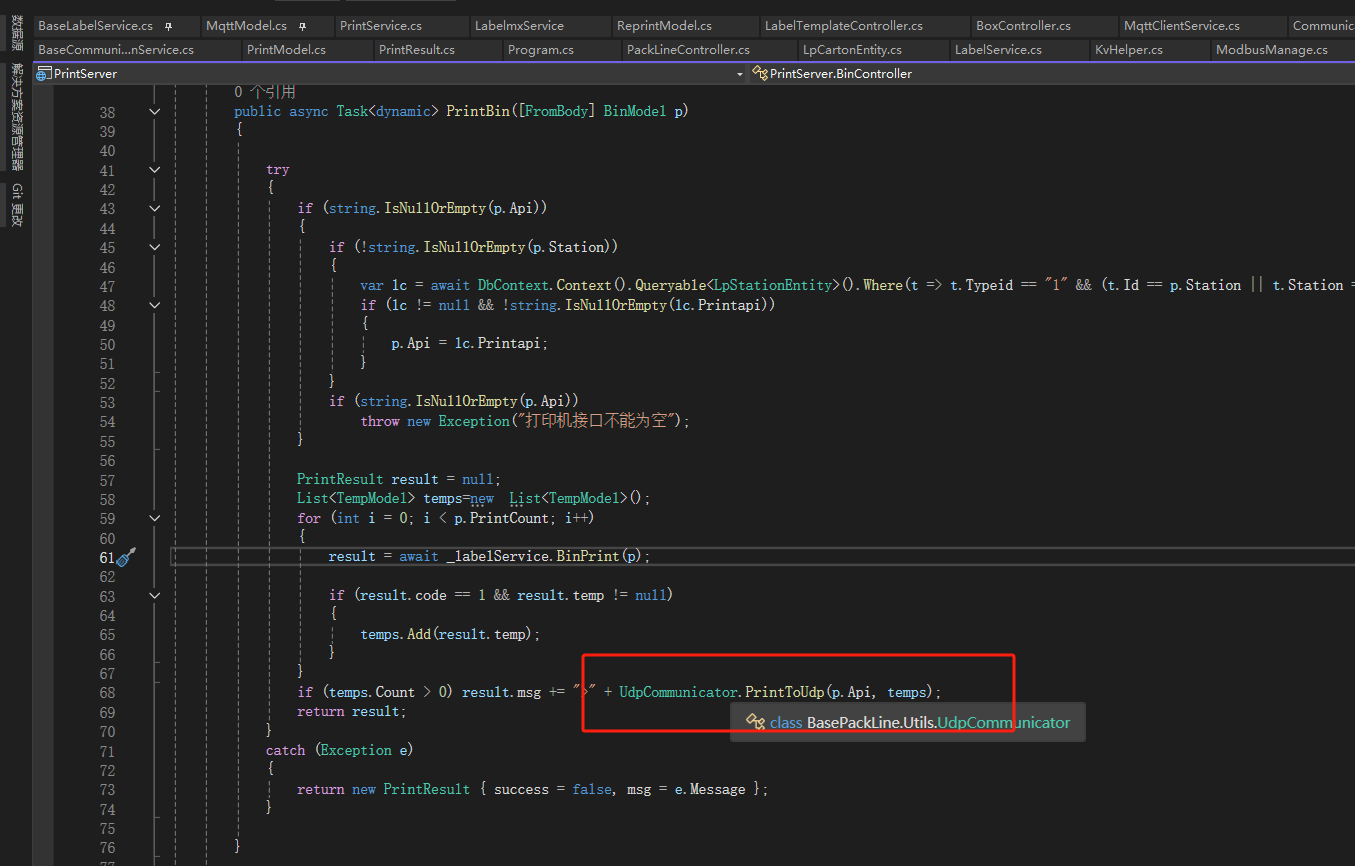 BaseLabelService.cs MqttModel.cs PrintService.cs LabelmxService ReprintModel.cs LabelTemplateController.cs BoxController.cs MqttClientService.cs Communic
BaseCommuni...nService.cs PrintModel.cs PrintResult.cs Program.cs PackLineController.cs LpCartonEntity.cs LabelService.cs KvHelper.cs ModbusManage.cs
数据源
解决方案资源管理器
Git 更改
PrintServer PrintServer.BinController
0 个引用
38 public async Task<dynamic> PrintBin([FromBody] BinModel p)
39 {
40
41 try
42 {
43 if (string.IsNullOrEmpty(p.Api))
44 {
45 if (!string.IsNullOrEmpty(p.Station))
46 {
47 var lc = await DbContext.Context().Queryable<LpStationEntity>().Where(t => t.Typeid == "1" && (t.Id == p.Station || t.Station =
48 if (lc != null && !string.IsNullOrEmpty(lc.Printapi))
49 {
50 p.Api = lc.Printapi;
51 }
52 }
53 if (string.IsNullOrEmpty(p.Api))
54 throw new Exception("打印机接口不能为空");
55 }
56
57 PrintResult result = null;
58 List<TempModel> temps=new List<TempModel>();
59 for (int i = 0; i < p.PrintCount; i++)
60 {
61 result = await _labelService.BinPrint(p);
62
63 if (result.code == 1 && result.temp != null)
64 {
65 temps.Add(result.temp);
66 }
67 }
68 if (temps.Count > 0) result.msg += ">" + UdpCommunicator.PrintToUdp(p.Api, temps);
69 return result;
class BasePackLine.Utils.UdpCommunicator
70 }
71 catch (Exception e)
72 {
73 return new PrintResult { success = false, msg = e.Message };
74 }
75
76 }
77